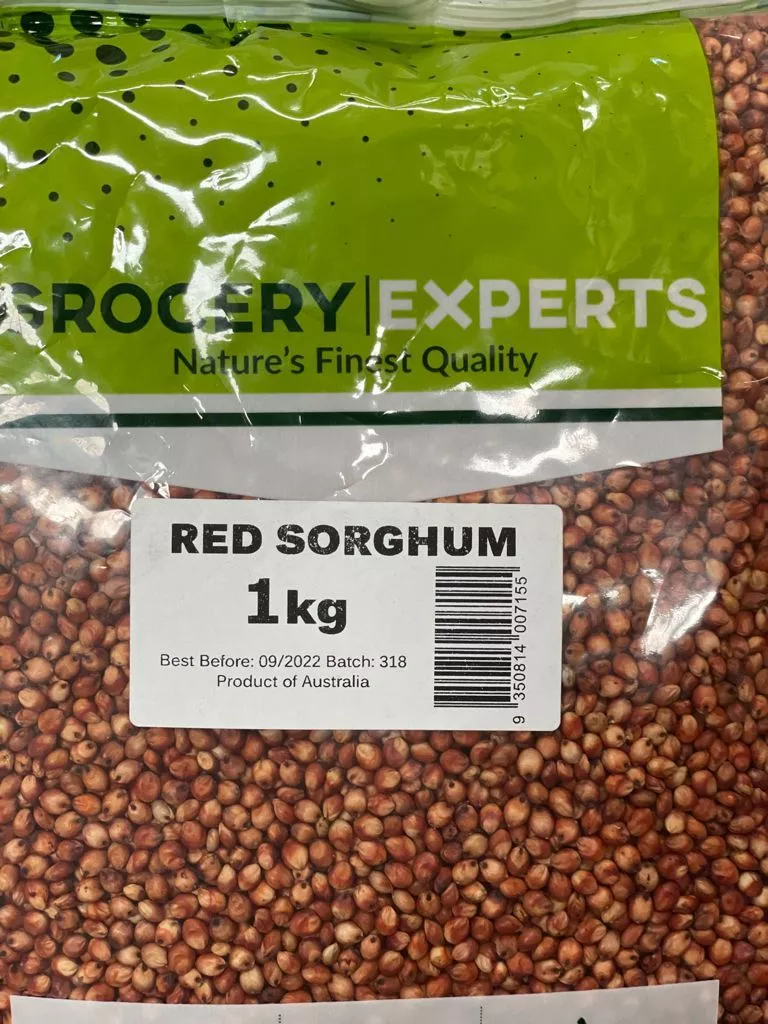 GROCERY|EXPERTS
Nature's Finest Quality
RED SORGHUM
1kg
Best Before: 09/2022 Batch: 318
Product of Australia
9 350814 007155